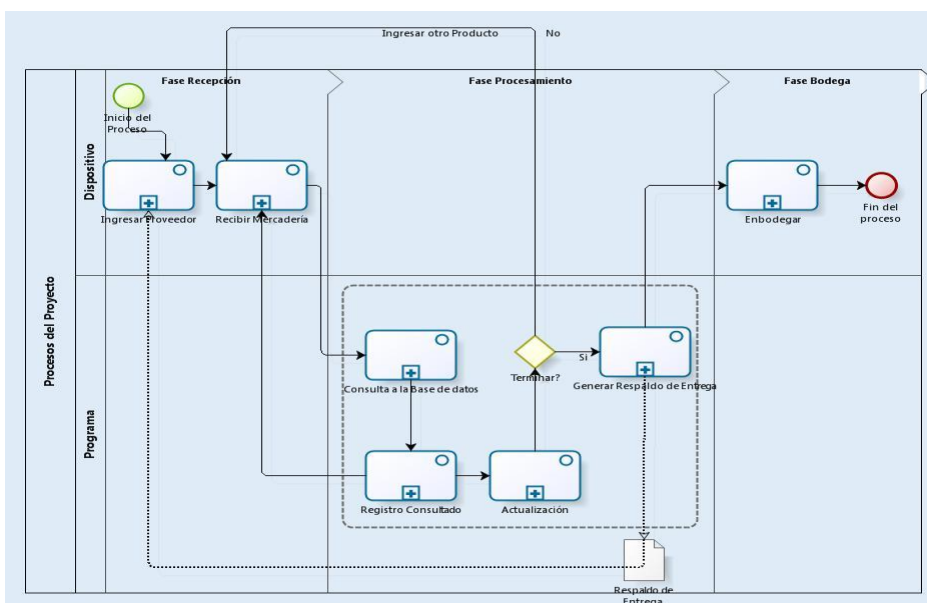 Ingresar otro Producto No
Fase Recepción
Fase Procesamiento
Fase Bodega
Procesos del Proyecto
Dispositivo
Inicio del
Proceso
Ingresar Proveedor
Recibir Mercadería
Enbodegar
Fin del
proceso
Programa
Consulta a la Base de datos
Terminar?
Si
Generar Respaldo de Entrega
Registro Consultado
Actualización
Respaldo de
Entrega